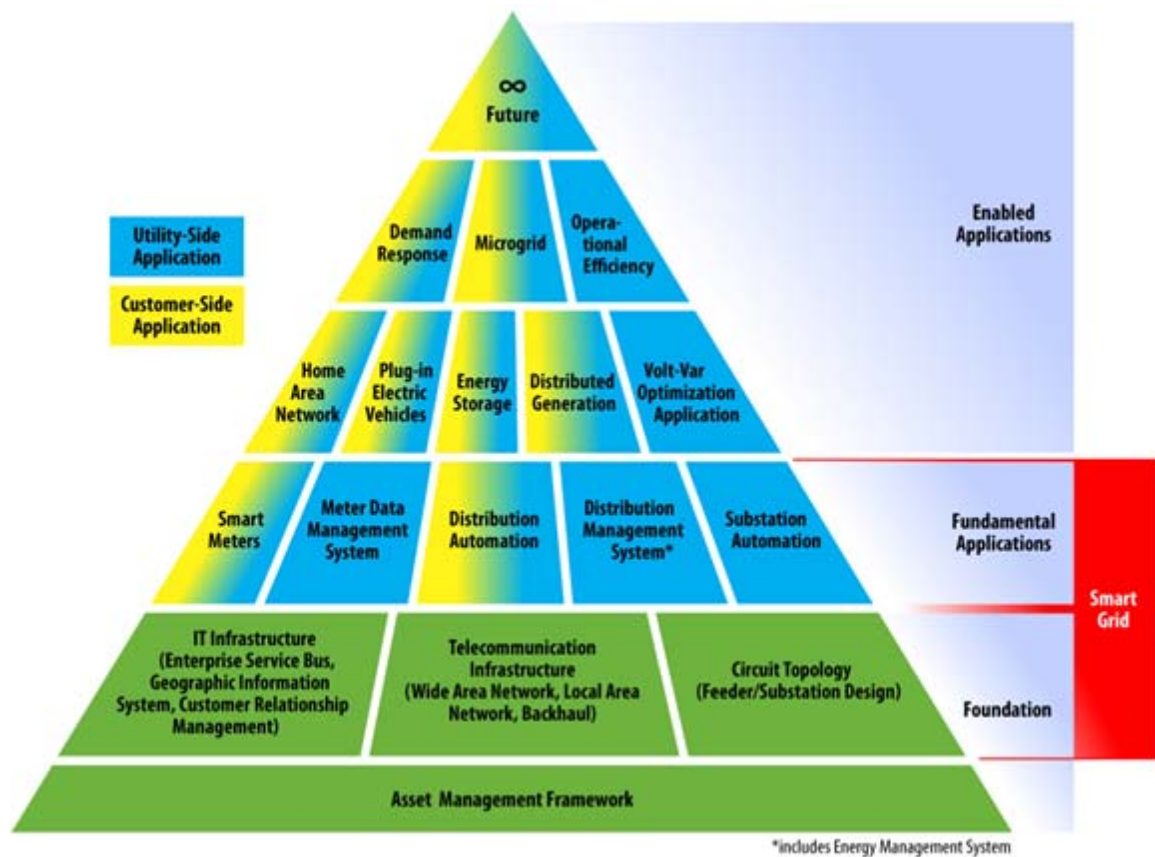 ∞
Future
Demand
Response
Microgrid
Opera-
tional
Efficiency
Enabled
Applications
Utility-Side
Application
Customer-Side
Application
Home
Area
Network
Plug-in
Electric
Vehicles
Energy
Storage
Distributed
Generation
Volt-Var
Optimization
Application
Smart
Meters
Meter Data
Management
System
Distribution
Automation
Distribution
Management
System*
Substation
Automation
Fundamental
Applications
Smart
Grid
IT Infrastructure
(Enterprise Service Bus,
Geographic Information
System, Customer Relationship
Management)
Telecommunication
Infrastructure
(Wide Area Network, Local Area
Network, Backhaul)
Circuit Topology
(Feeder/Substation Design)
Foundation
Asset Management Framework
*includes Energy Management System